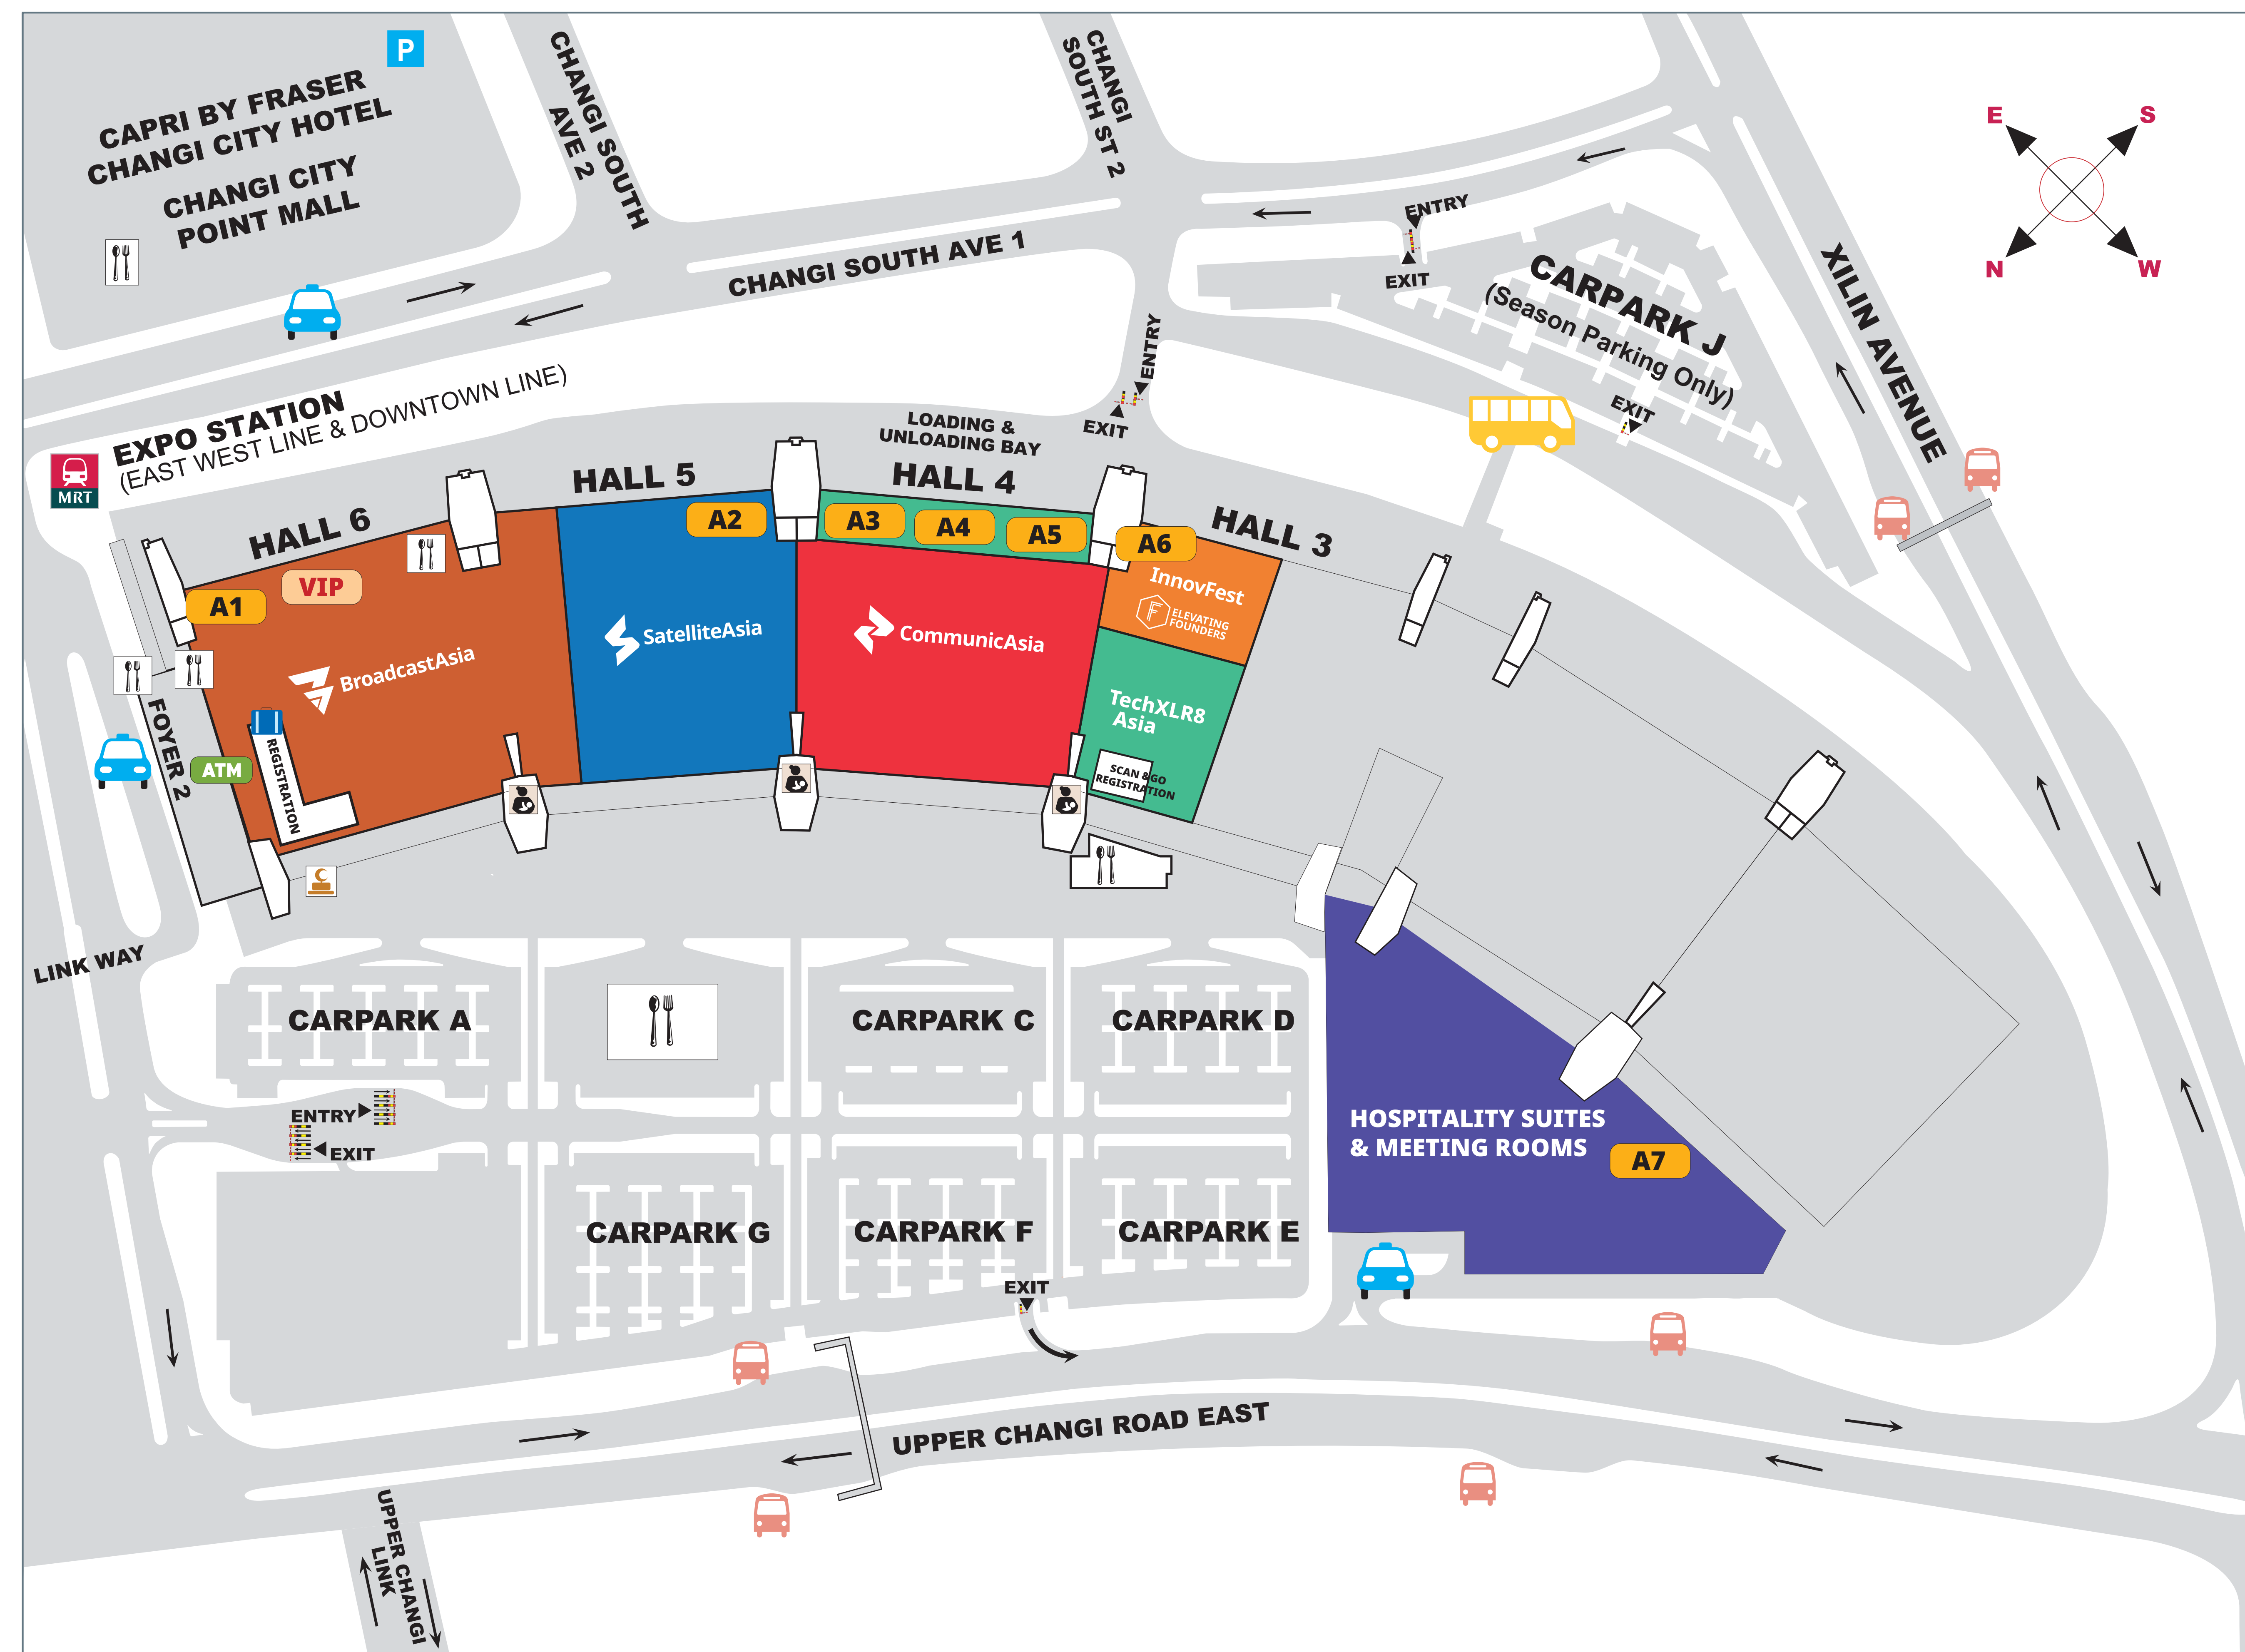 P
CAPRI BY FRASER
CHANGI CITY HOTEL
CHANGI CITY
POINT MALL
CHANGI SOUTH
AVE 2
CHANGI
SOUTH ST 2
CHANGI SOUTH AVE 1
ENTRY
EXIT
CARPARK J
(Season Parking Only)
EXIT
XILIN AVENUE
E
S
N
W
ENTRY
EXIT
EXPO STATION
(EAST WEST LINE & DOWNTOWN LINE)
MRT
LOADING &
UNLOADING BAY
HALL 6
HALL 5
HALL 4
HALL 3
A1
VIP
A2
A3
A4
A5
A6
BroadcastAsia
SatelliteAsia
CommunicAsia
InnovFest
F
ELEVATING
FOUNDERS
TechXLR8
Asia
SCAN & GO
REGISTRATION
FOYER 2
ATM
REGISTRATION
LINK WAY
CARPARK A
CARPARK C
CARPARK D
ENTRY
EXIT
CARPARK G
CARPARK F
CARPARK E
EXIT
HOSPITALITY SUITES
& MEETING ROOMS
A7
UPPER CHANGI ROAD EAST
UPPER CHANGI
LINK